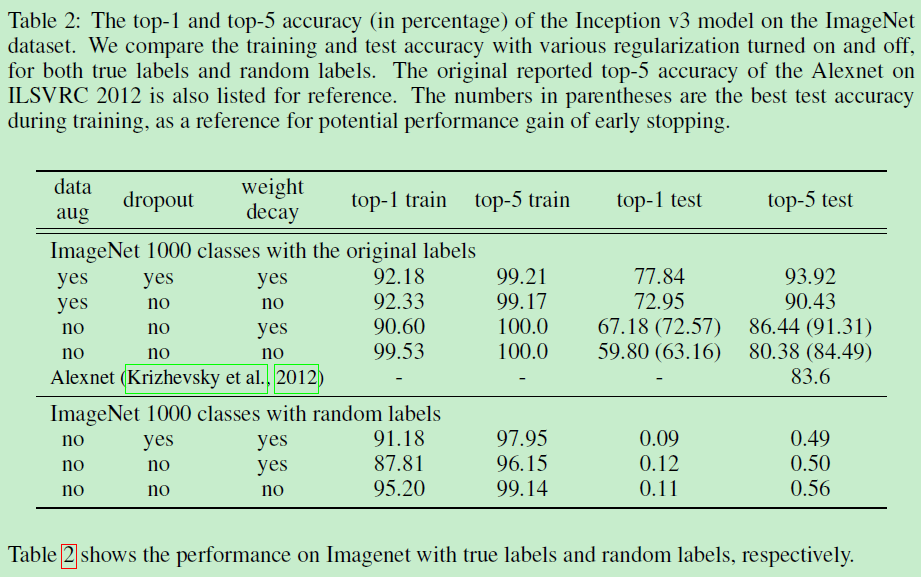 Table 2: The top-1 and top-5 accuracy (in percentage) of the Inception v3 model on the ImageNet
dataset. We compare the training and test accuracy with various regularization turned on and off,
for both true labels and random labels. The original reported top-5 accuracy of the Alexnet on
ILSVRC 2012 is also listed for reference. The numbers in parentheses are the best test accuracy
during training, as a reference for potential performance gain of early stopping.
data aug dropout weight decay top-1 train top-5 train top-1 test top-5 test
ImageNet 1000 classes with the original labels
yes yes yes 92.18 99.21 77.84 93.92
yes no no 92.33 99.17 72.95 90.43
no no yes 90.60 100.0 67.18 (72.57) 86.44 (91.31)
no no no 99.53 100.0 59.80 (63.16) 80.38 (84.49)
Alexnet (Krizhevsky et al., 2012) - - - 83.6
ImageNet 1000 classes with random labels
no yes yes 91.18 97.95 0.09 0.49
no no yes 87.81 96.15 0.12 0.50
no no no 95.20 99.14 0.11 0.56
Table 2 shows the performance on Imagenet with true labels and random labels, respectively.